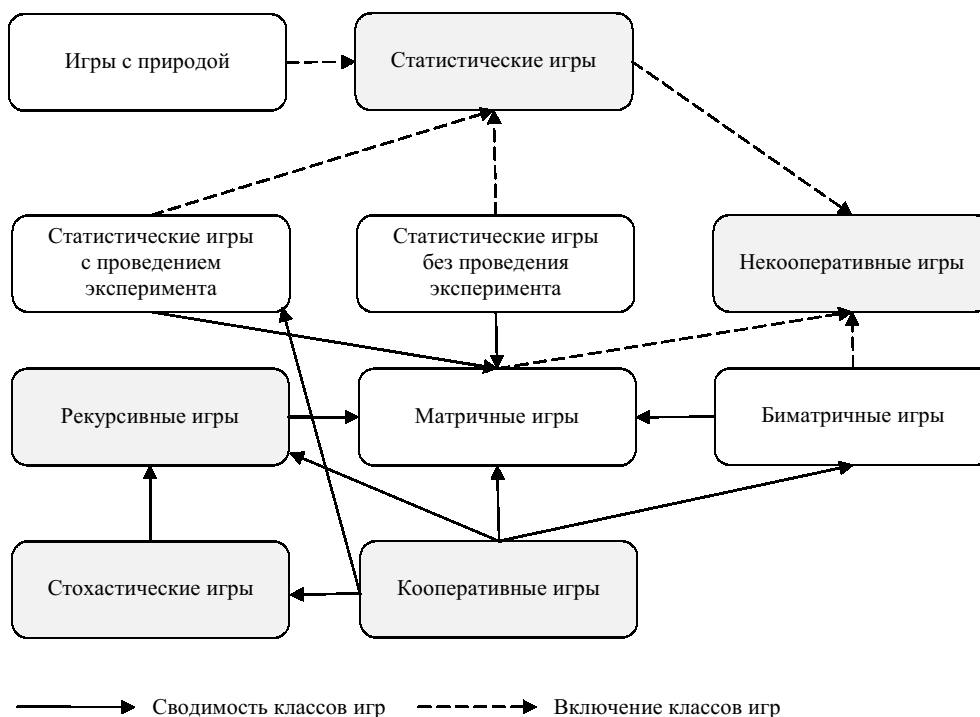 Игры с природой
Статистические игры
Статистические игры
с проведением
эксперимента
Статистические игры
без проведения
эксперимента
Некооперативные игры
Рекурсивные игры
Матричные игры
Биматричные игры
Стохастические игры
Кооперативные игры
Сводимость классов игр
Включение классов игр